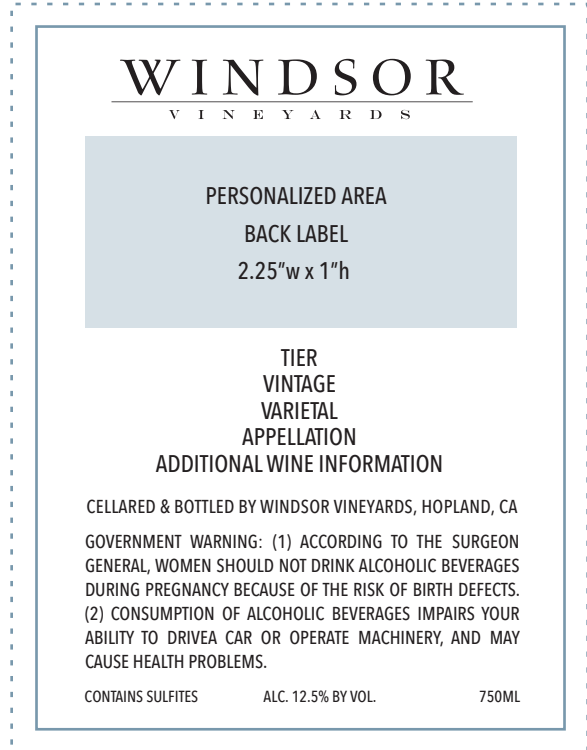 WINDSOR
VINEYARDS
PERSONALIZED AREA
BACK LABEL
2.25"w x 1"h
TIER
VINTAGE
VARIETAL
APPELLATION
ADDITIONAL WINE INFORMATION
CELLARED & BOTTLED BY WINDSOR VINEYARDS, HOPLAND, CA
GOVERNMENT WARNING: (1) ACCORDING TO THE SURGEON
GENERAL, WOMEN SHOULD NOT DRINK ALCOHOLIC BEVERAGES
DURING PREGNANCY BECAUSE OF THE RISK OF BIRTH DEFECTS.
(2) CONSUMPTION OF ALCOHOLIC BEVERAGES IMPAIRS YOUR
ABILITY TO DRIVEA CAR OR OPERATE MACHINERY, AND MAY
CAUSE HEALTH PROBLEMS.
CONTAINS SULFITES ALC. 12.5% BY VOL. 750ML